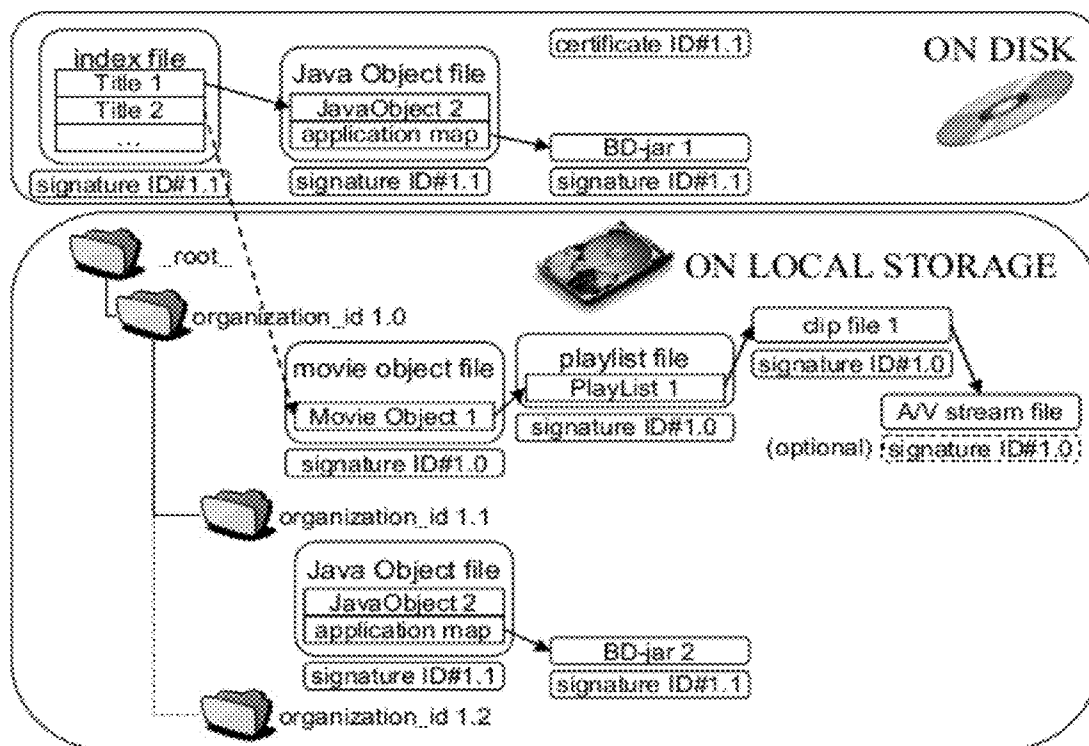 index file
Title 1
Title 2
...
signature ID#1.1
Java Object file
JavaObject 2
application map
signature ID#1.1
certificate ID#1.1
BD-jar 1
signature ID#1.1
ON DISK
_root_
ON LOCAL STORAGE
organization_id 1.0
movie object file
Movie Object 1
signature ID#1.0
playlist file
PlayList 1
signature ID#1.0
clip file 1
signature ID#1.0
A/V stream file
(optional) signature ID#1.0
organization_id 1.1
Java Object file
JavaObject 2
application map
signature ID#1.1
BD-jar 2
signature ID#1.1
organization_id 1.2